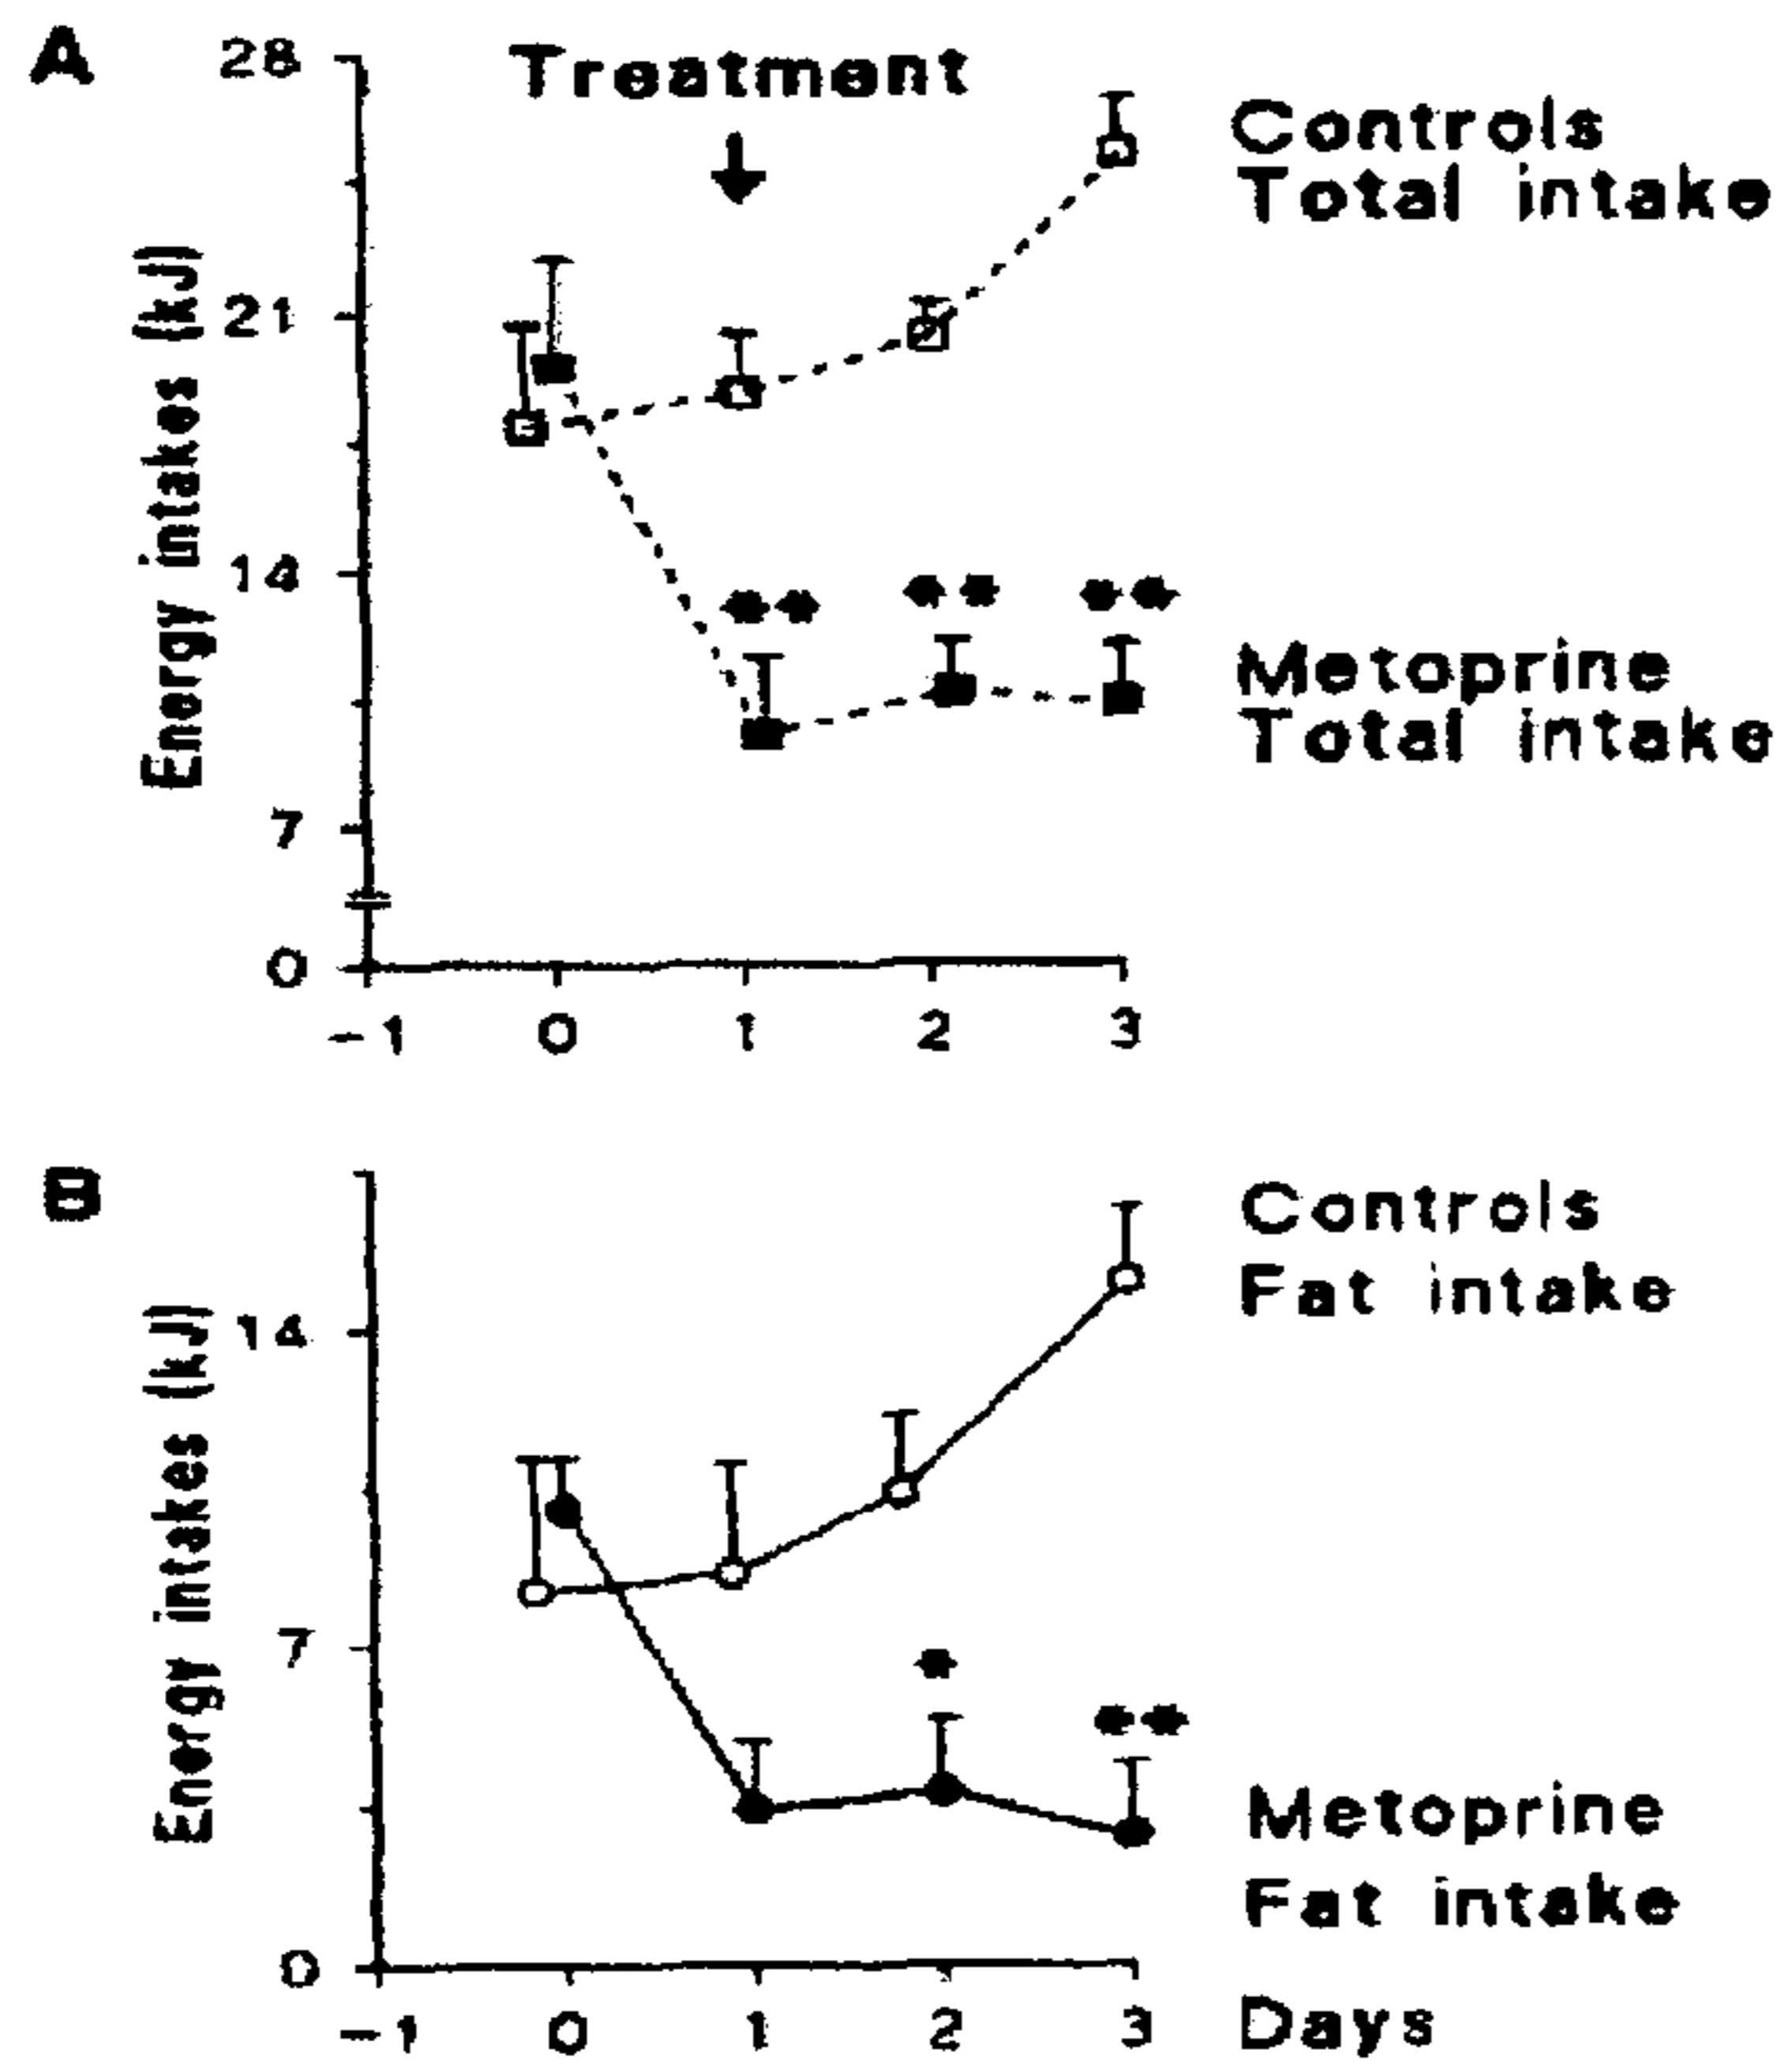 A
28
Treatment
Controls
Total intake
21
Energy intakes (kJ)
14
** ** **
Metoprine
Total intake
7
0
-1 0 1 2 3
B
Controls
Fat intake
14
Energy intakes (kJ)
7
*
**
Metoprine
Fat intake
0
-1 0 1 2 3 Days